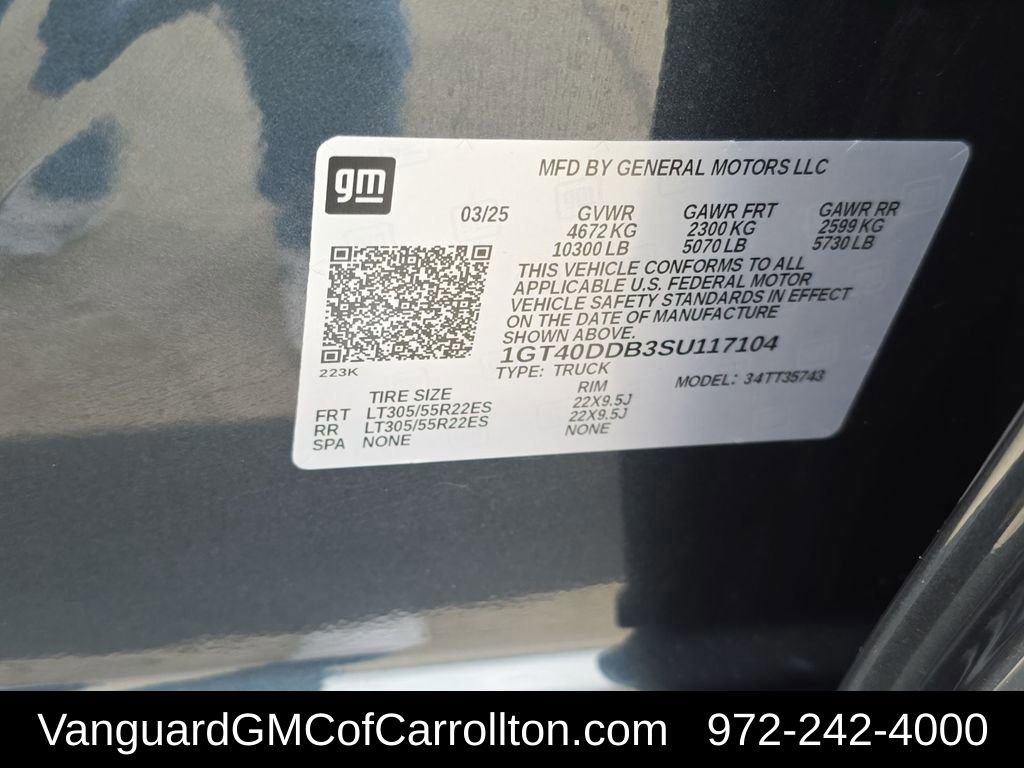 gm
MFD BY GENERAL MOTORS LLC
03/25 GVWR GAWR FRT GAWR RR
4672 KG 2300 KG 2599 KG
10300 LB 5070 LB 5730 LB
THIS VEHICLE CONFORMS TO ALL
APPLICABLE U.S. FEDERAL MOTOR
VEHICLE SAFETY STANDARDS IN EFFECT
ON THE DATE OF MANUFACTURE
SHOWN ABOVE.
1GT40DDB3SU117104
223K
TYPE: TRUCK MODEL: 34TT35743
TIRE SIZE RIM
FRT LT305/55R22ES 22X9.5J
RR LT305/55R22ES 22X9.5J
SPA NONE NONE
VanguardGMCofCarrollton.com 972-242-4000